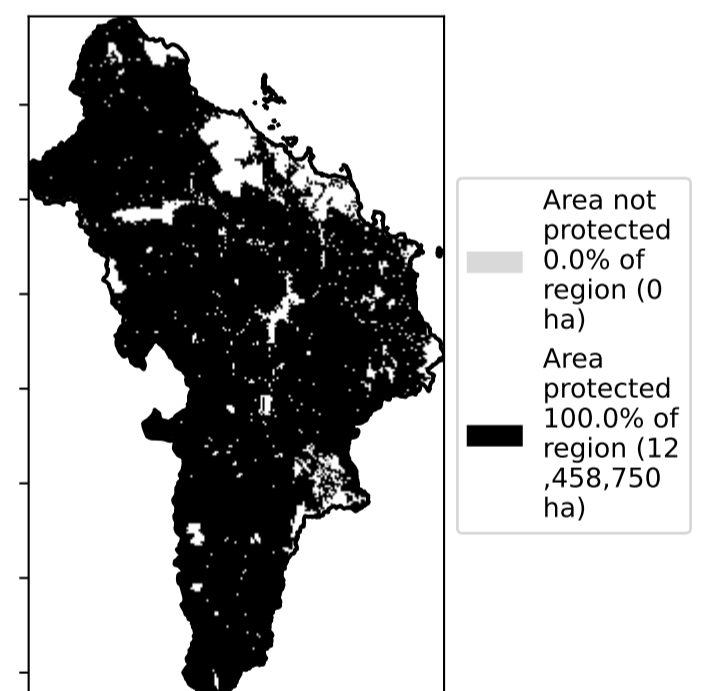 Area not
protected
0.0% of
region (0
ha)
Area
protected
100.0% of
region (12
,458,750
ha)